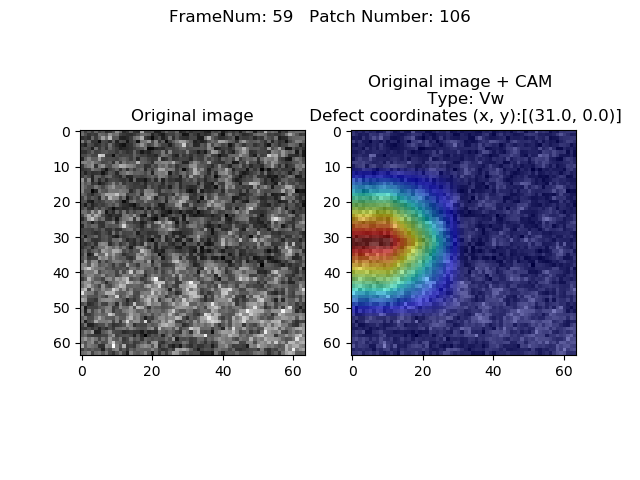 FrameNum: 59   Patch Number: 106
Original image
Original image + CAM
Type: Vw
Defect coordinates (x, y):[(31.0, 0.0)]
0
10
20
30
40
50
60
0 20 40 60
0
10
20
30
40
50
60
0 20 40 60